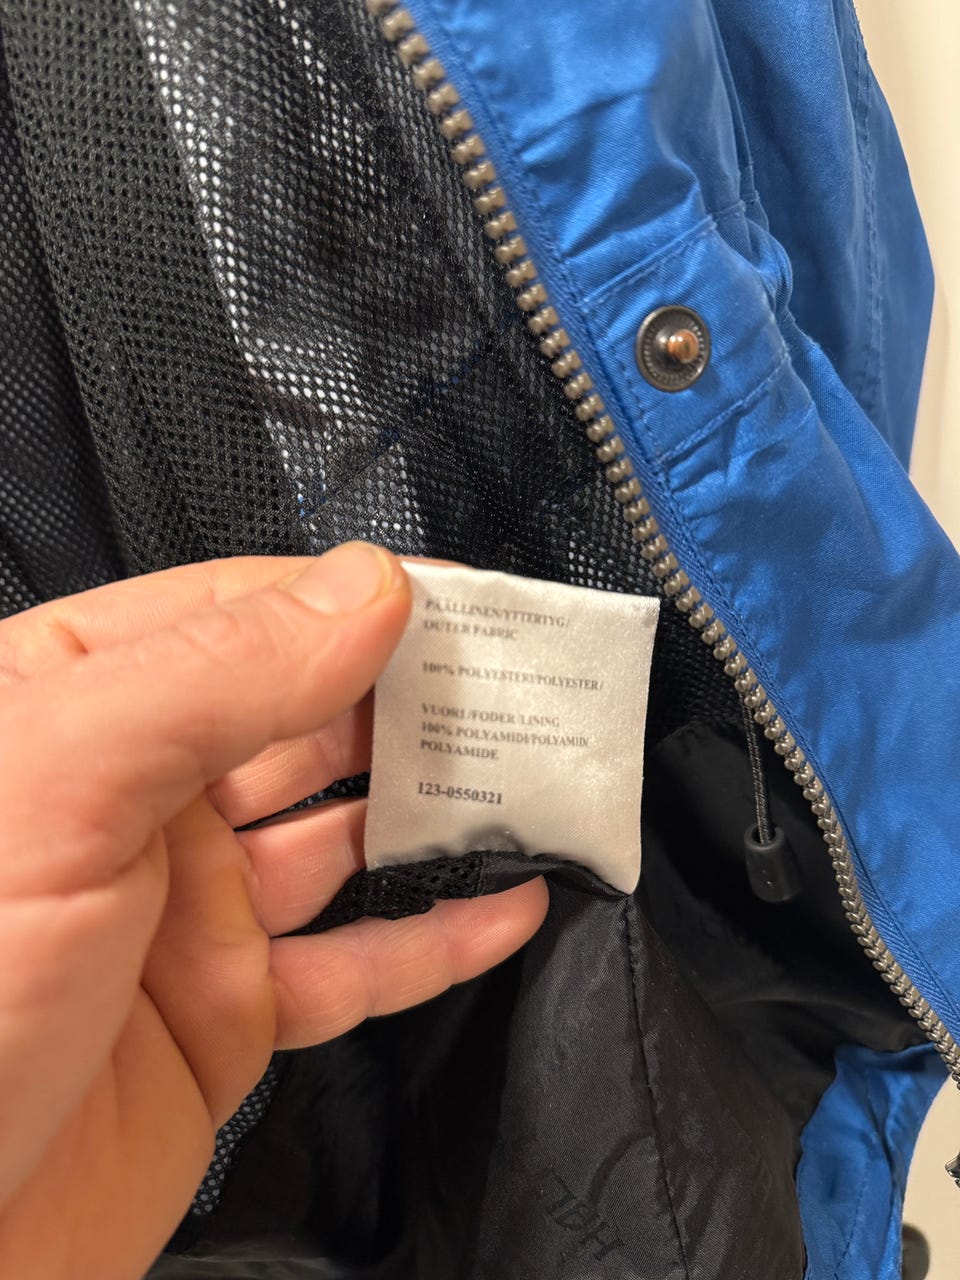 PÄÄLLINEN/YTTERTYG/
OUTER FABRIC
100% POLYESTERI/POLYESTER/
VUORI /FODER /LINING
100% POLYAMIDI/POLYAMID/
POLYAMIDE
123-0550321